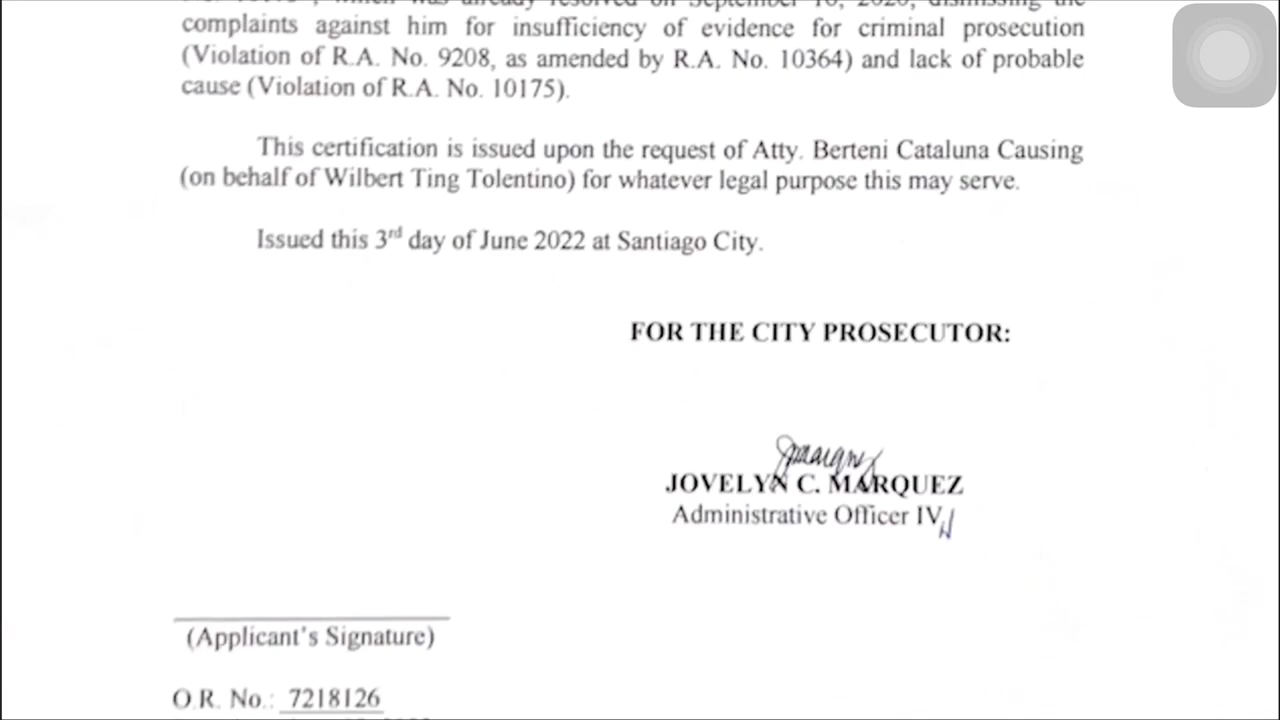 complaints against him for insufficiency of evidence for criminal prosecution
(Violation of R.A. No. 9208, as amended by R.A. No. 10364) and lack of probable
cause (Violation of R.A. No. 10175).
This certification is issued upon the request of Atty. Berteni Cataluna Causing
(on behalf of Wilbert Ting Tolentino) for whatever legal purpose this may serve.
Issued this 3rd day of June 2022 at Santiago City.
FOR THE CITY PROSECUTOR:
JOVELYN C. MARQUEZ
Administrative Officer IV
(Applicant's Signature)
O.R. No.: 7218126